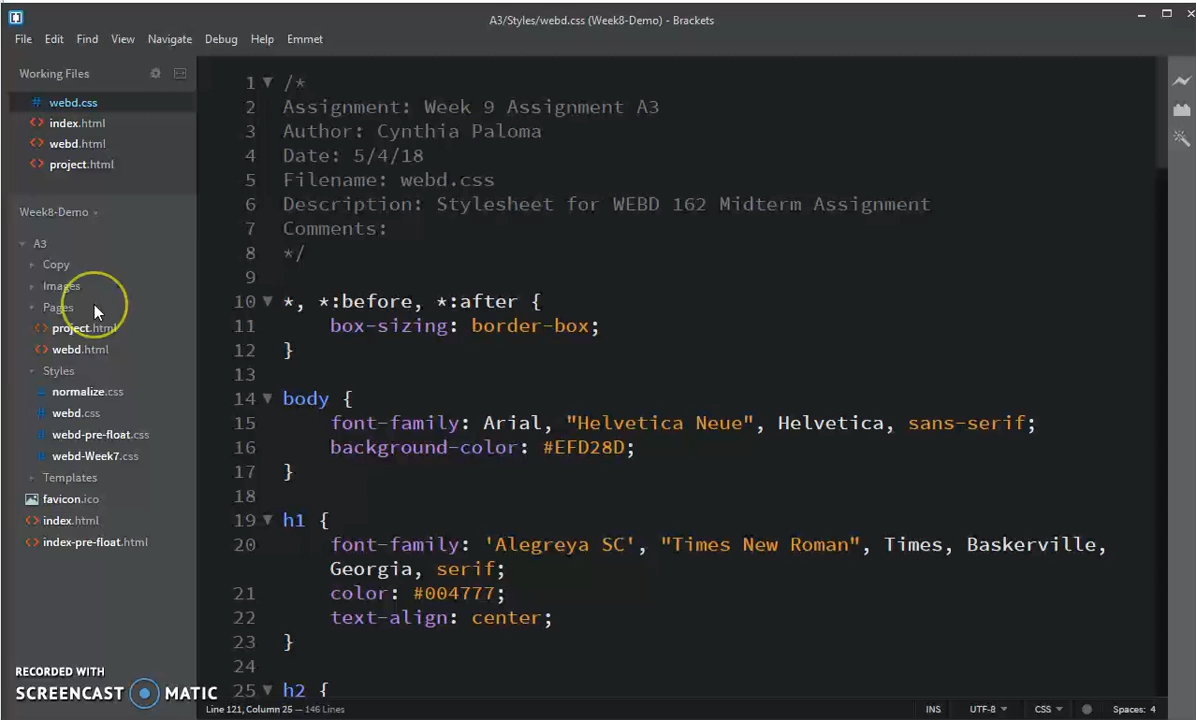 A3/Styles/webd.css (Week8-Demo) - Brackets
File Edit Find View Navigate Debug Help Emmet
Working Files
webd.css
index.html
webd.html
project.html
Week8-Demo
A3
Copy
Images
Pages
project.html
webd.html
Styles
normalize.css
webd.css
webd-pre-float.css
webd-Week7.css
Templates
favicon.ico
index.html
index-pre-float.html
RECORDED WITH
SCREENCAST MATIC
1 /*
2 Assignment: Week 9 Assignment A3
3 Author: Cynthia Paloma
4 Date: 5/4/18
5 Filename: webd.css
6 Description: Stylesheet for WEBD 162 Midterm Assignment
7 Comments:
8 */
9
10 *, *:before, *:after {
11 box-sizing: border-box;
12 }
13
14 body {
15 font-family: Arial, "Helvetica Neue", Helvetica, sans-serif;
16 background-color: #EFD28D;
17 }
18
19 h1 {
20 font-family: 'Alegreya SC', "Times New Roman", Times, Baskerville,
Georgia, serif;
21 color: #004777;
22 text-align: center;
23 }
24
25 h2 {
Line 121, Column 25 — 146 Lines
INS UTF-8 CSS Spaces: 4